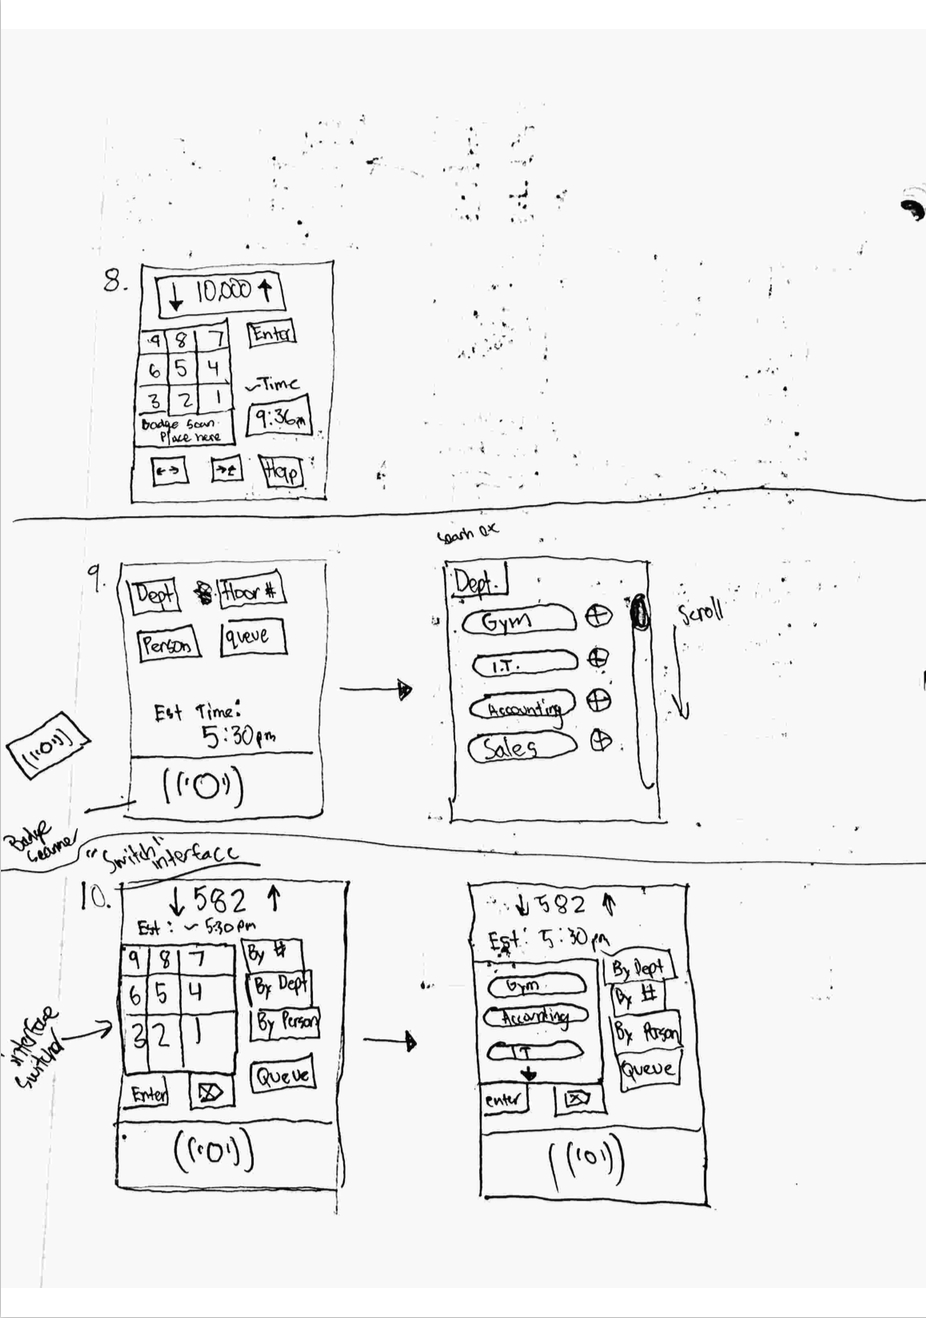 8.
↓ 10,000 ↑
9 8 7
Enter
6 5 4
~Time
3 2 1
9:36pm
Badge Scan
Place here
Help
9.
Dept Floor #
Person queue
Est Time:
5:30pm
((·O·))
((·O·))
Badge
Scanner
Search ex
Dept.
Gym +
I.T. +
Accounting +
Sales +
Scroll
"Switch"
interface
10.
↓ 582 ↑
Est: ~ 530pm
9 8 7
By #
6 5 4
By Dept
3 2 1
By Person
Queue
Enter
((·O·))
interface
Switched
↓ 582 ↑
Est: 5:30pm
Gym
By Dept
Accounting
By #
IT
By Person
↓
Queue
enter
((·O·))